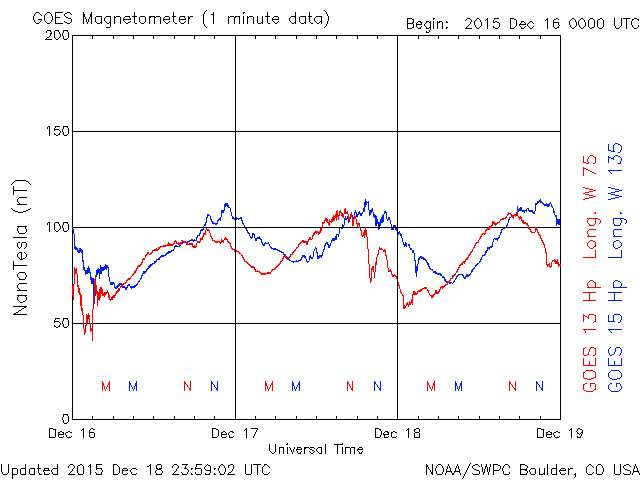 GOES Magnetometer (1 minute data)
Begin: 2015 Dec 16 0000 UTC
200
150
100
50
0
NanoTesla (nT)
M M N N M M N N M M N N
Dec 16 Dec 17 Dec 18 Dec 19
Universal Time
GOES 13 Hp Long. W 75
GOES 15 Hp Long. W 135
Updated 2015 Dec 18 23:59:02 UTC
NOAA/SWPC Boulder, CO USA